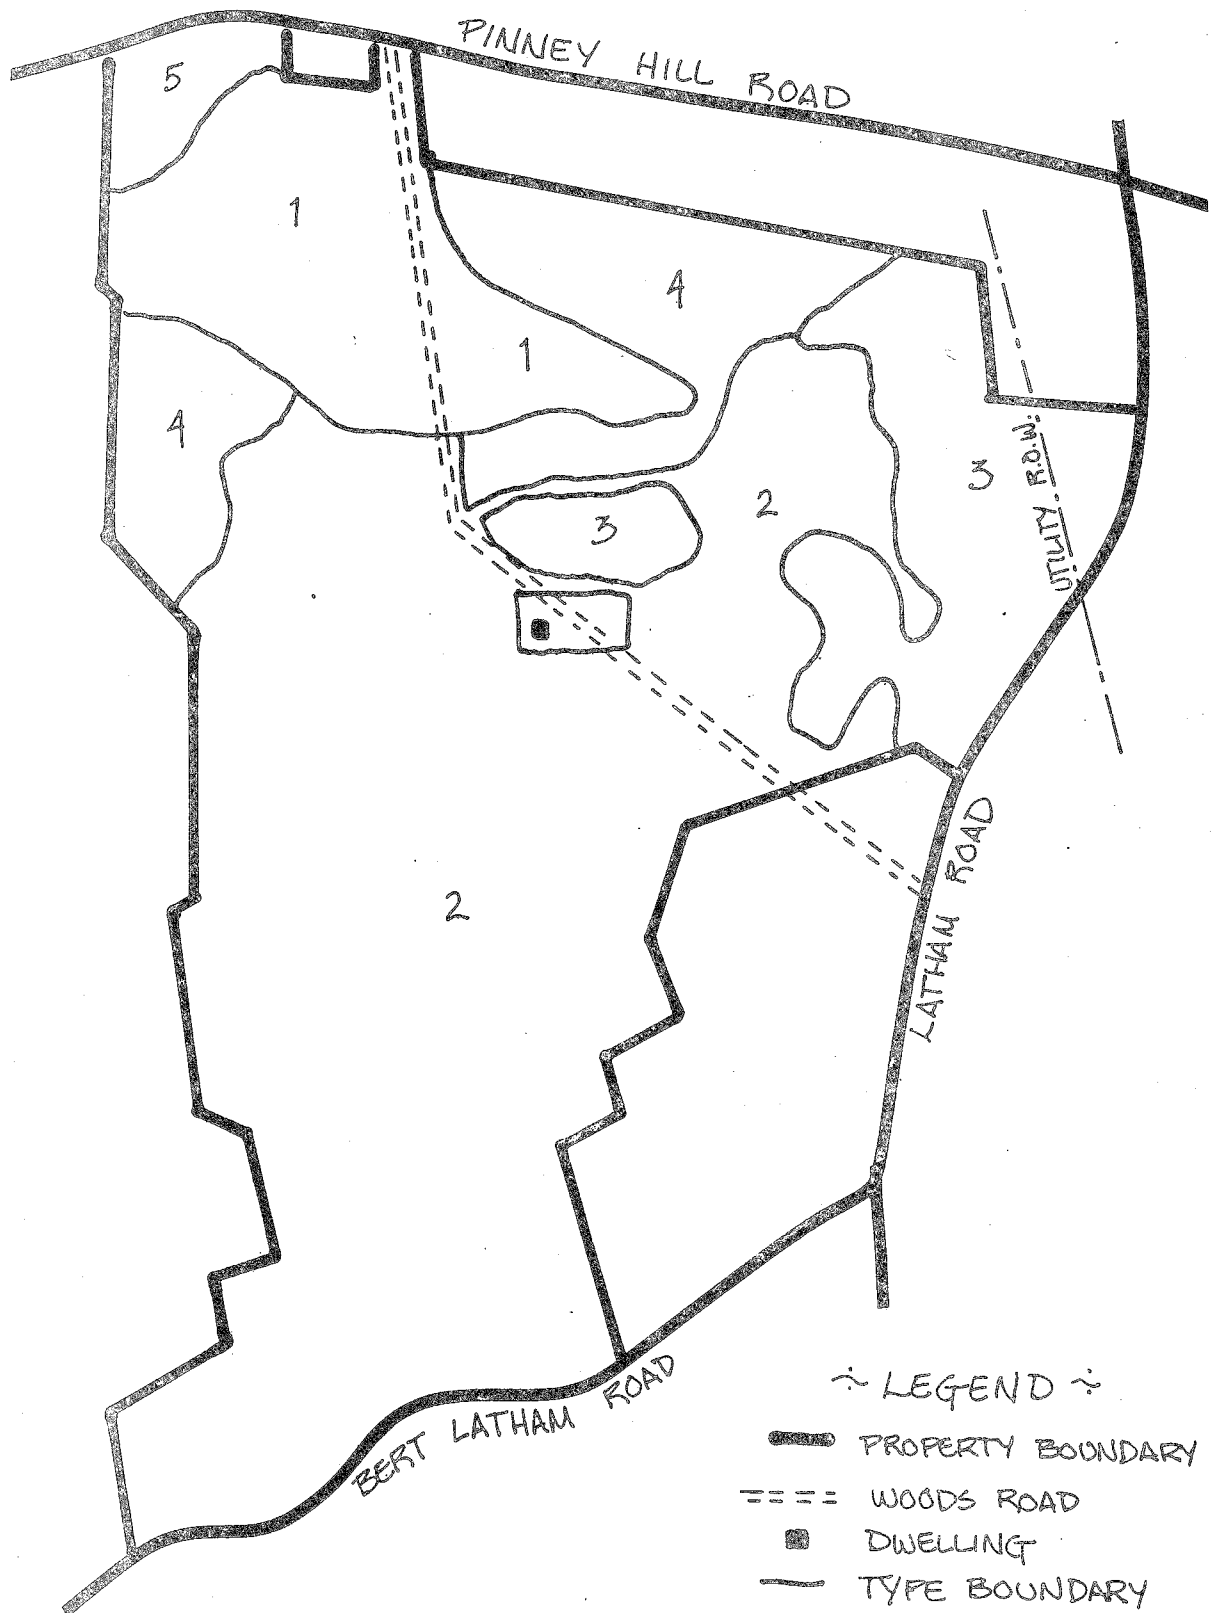 PINNEY HILL ROAD
5
1
4
1
4
3
2
3
UTILITY R.O.W.
2
LATHAM ROAD
BERT LATHAM ROAD
~ LEGEND ~
PROPERTY BOUNDARY
WOODS ROAD
DWELLING
TYPE BOUNDARY